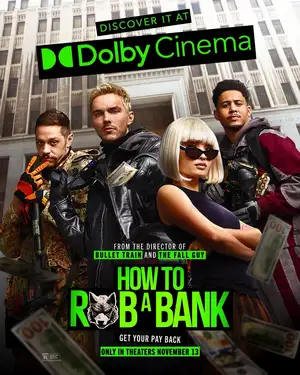 DISCOVER IT AT
Dolby Cinema
FROM THE DIRECTOR OF
BULLET TRAIN AND THE FALL GUY
HOW TO
ROB A BANK
GET YOUR PAY BACK
ONLY IN THEATERS NOVEMBER 13
100